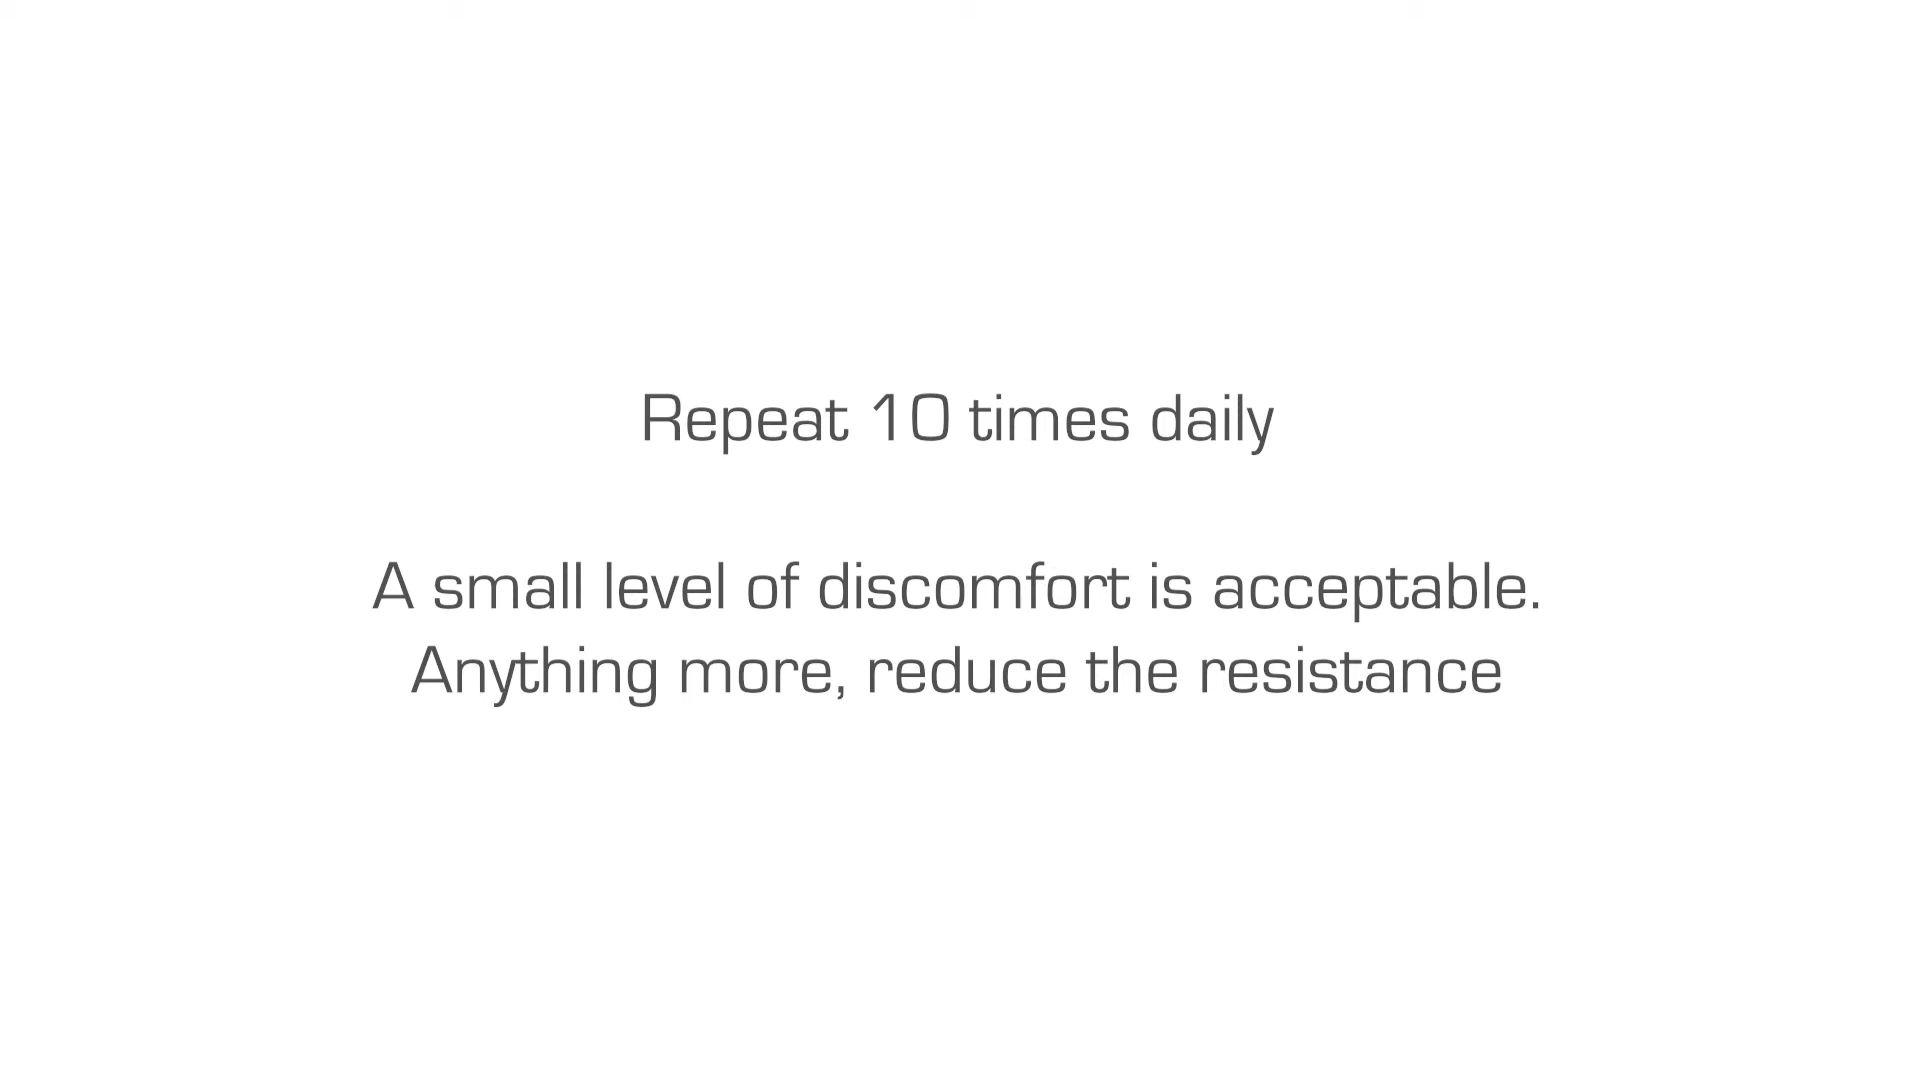 Repeat 10 times daily
A small level of discomfort is acceptable.
Anything more, reduce the resistance